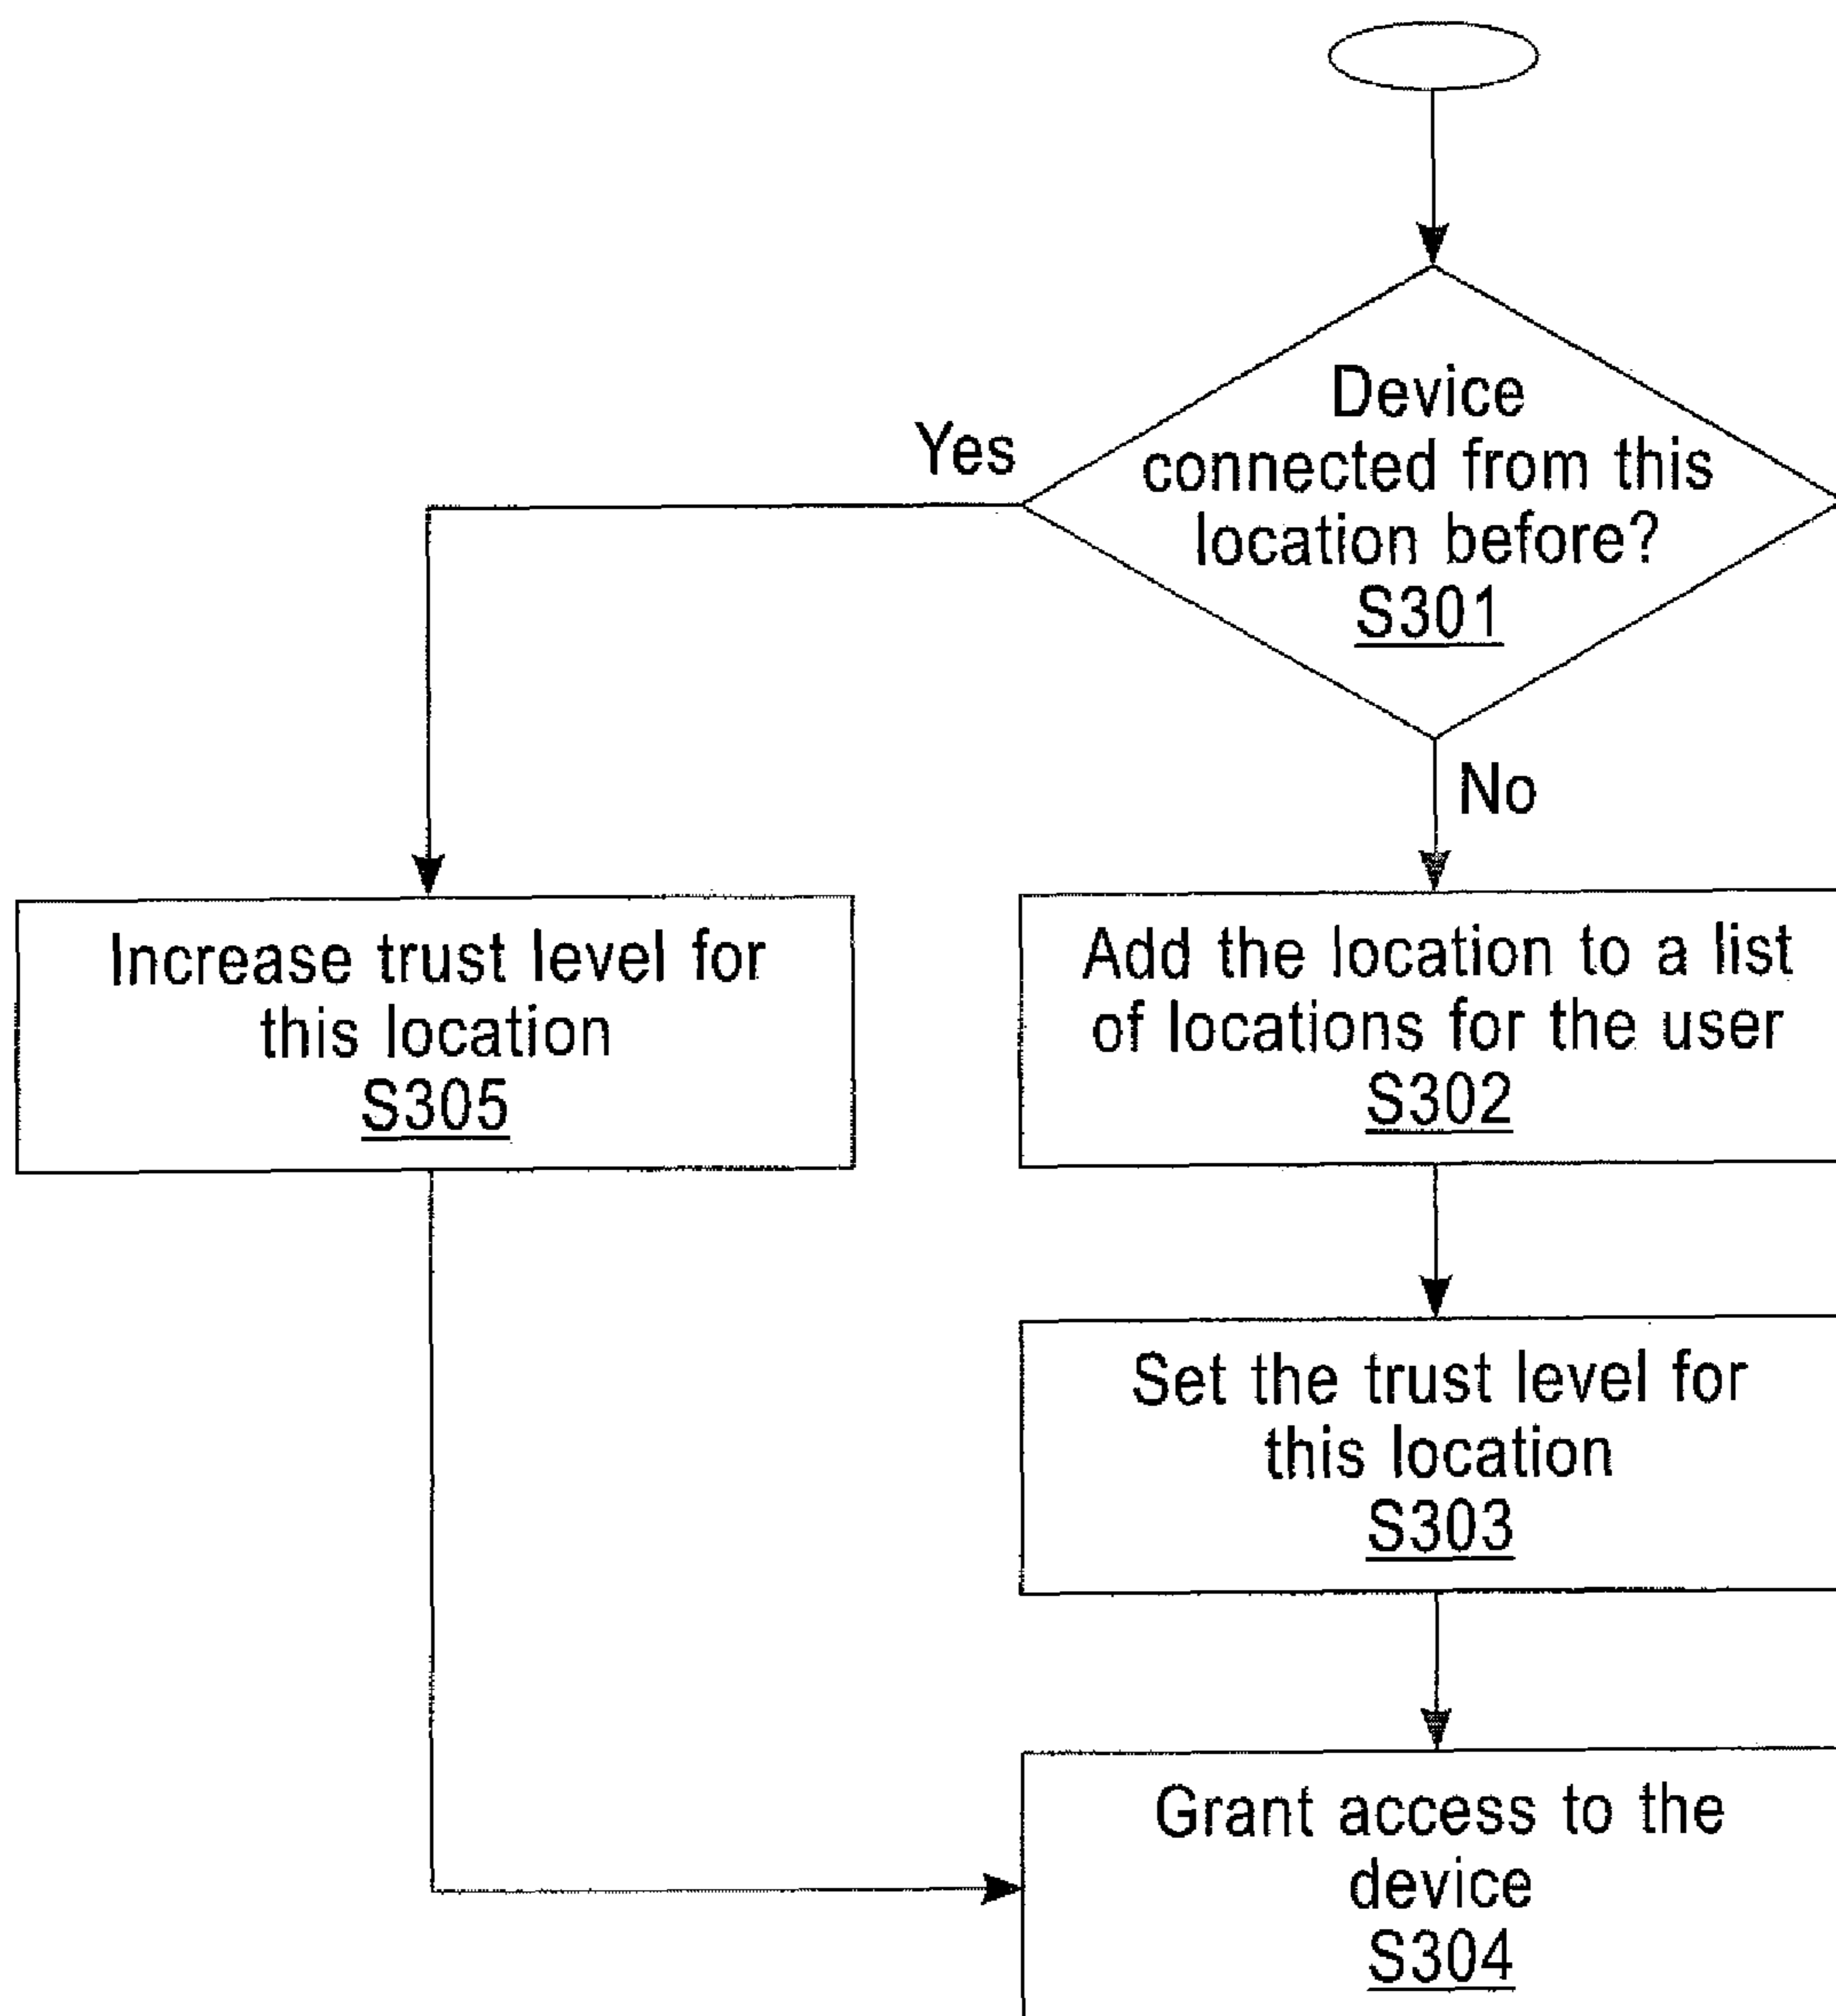 Device
connected from this
location before?
S301
Yes
No
Increase trust level for
this location
S305
Add the location to a list
of locations for the user
S302
Set the trust level for
this location
S303
Grant access to the
device
S304